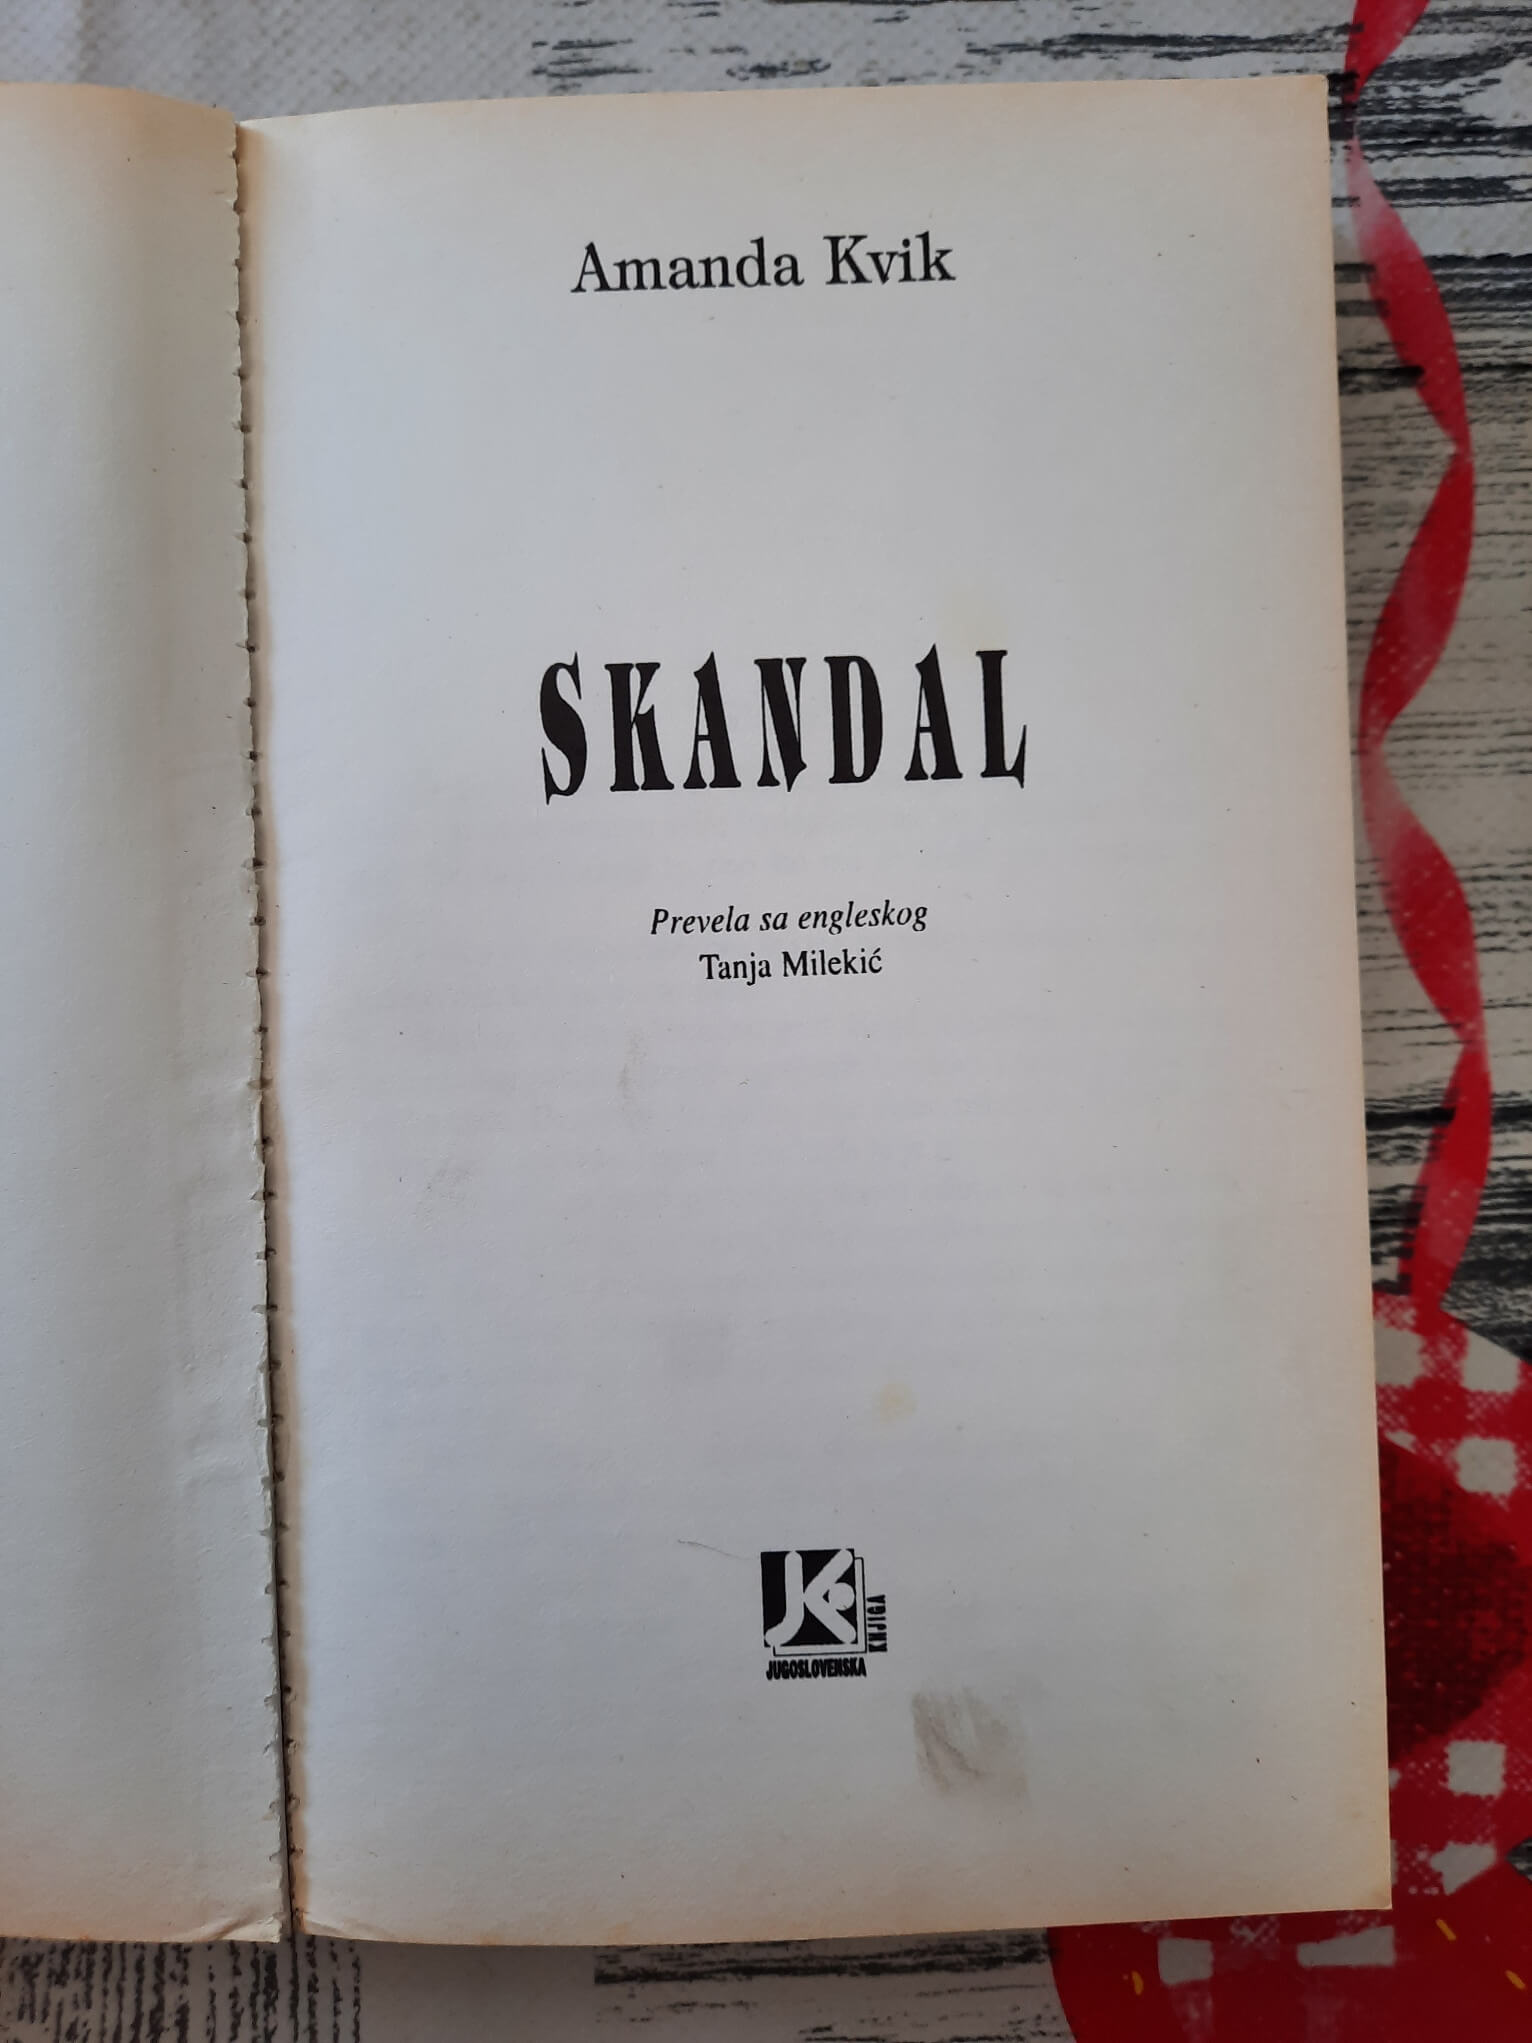 Amanda Kvik
SKANDAL
Prevela sa engleskog
Tanja Milekić
JK
JUGOSLOVENSKA
KNJIGA